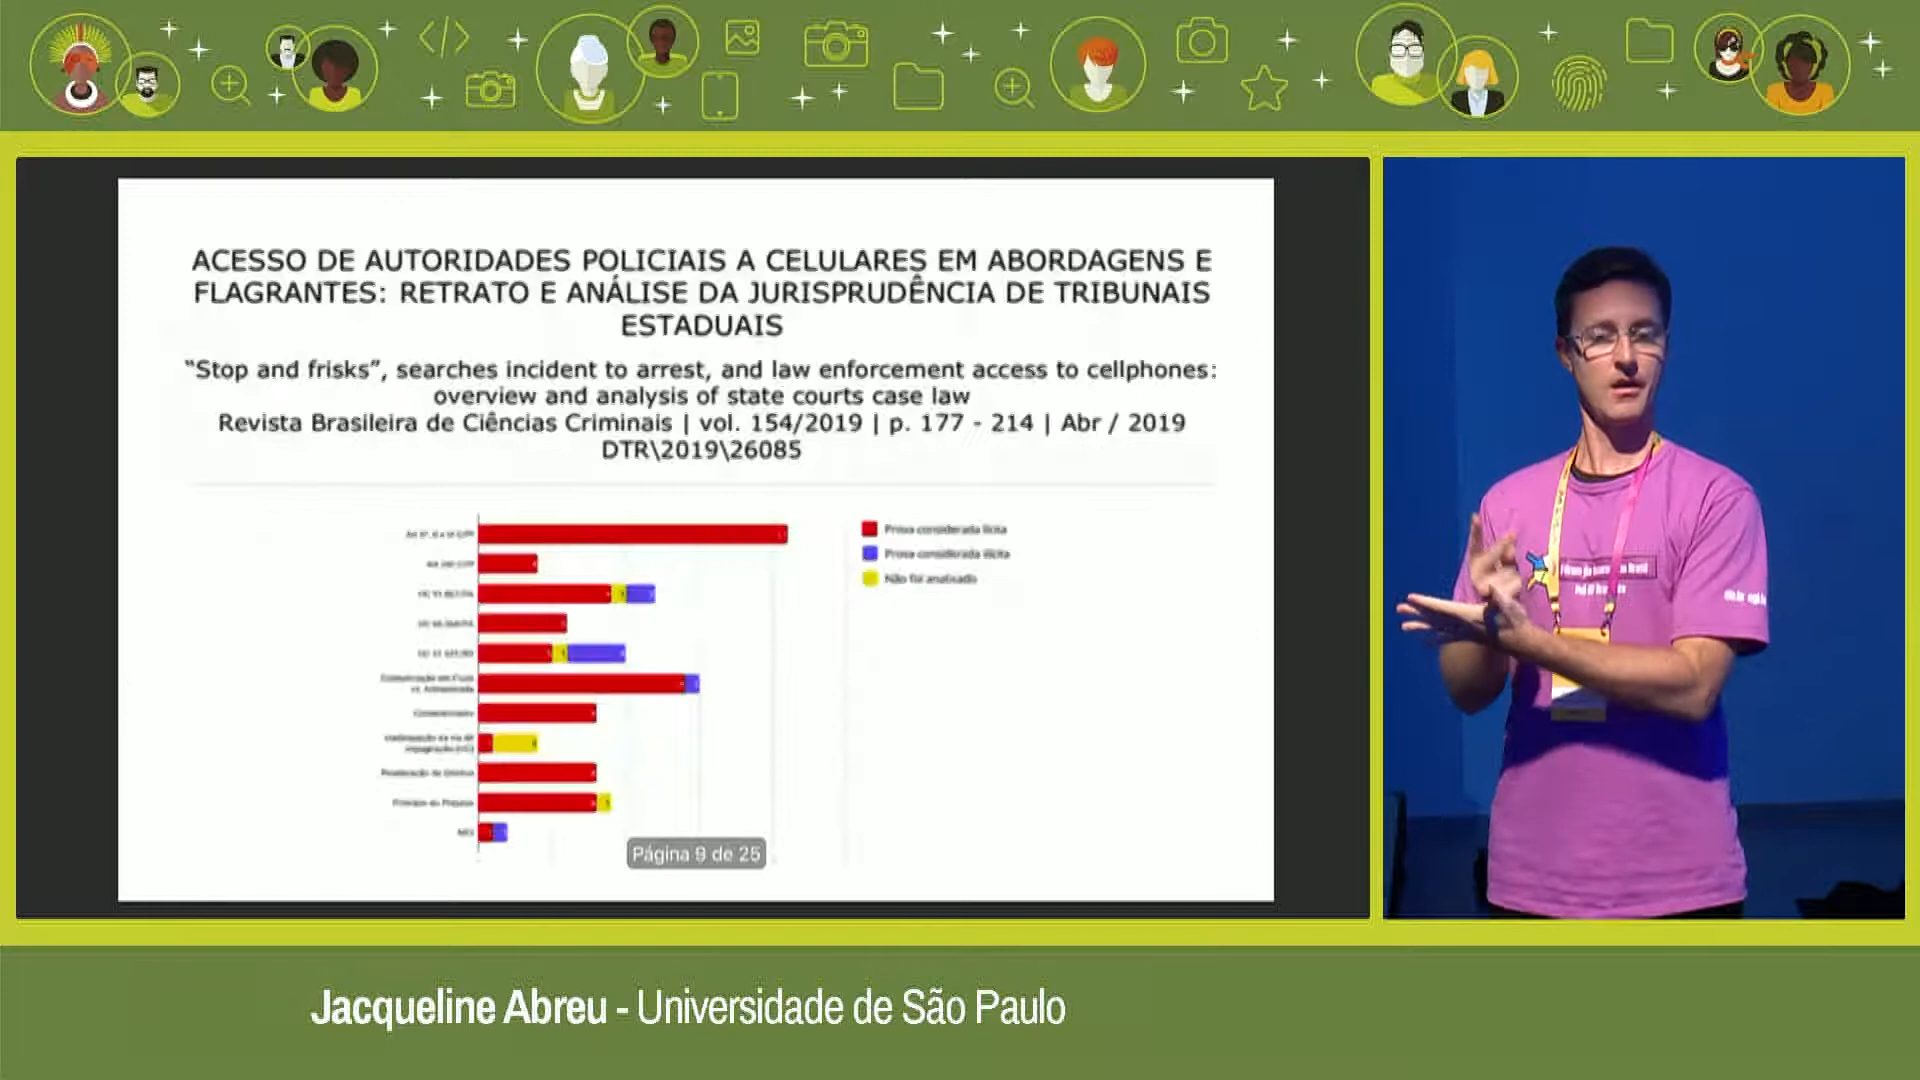 ACESSO DE AUTORIDADES POLICIAIS A CELULARES EM ABORDAGENS E
FLAGRANTES: RETRATO E ANÁLISE DA JURISPRUDÊNCIA DE TRIBUNAIS
ESTADUAIS
"Stop and frisks", searches incident to arrest, and law enforcement access to cellphones:
overview and analysis of state courts case law
Revista Brasileira de Ciências Criminais | vol. 154/2019 | p. 177 - 214 | Abr / 2019
DTR\2019\26085
Prova considerada lícita
Prova considerada ilícita
Não foi analisado
Página 9 de 25
Jacqueline Abreu - Universidade de São Paulo